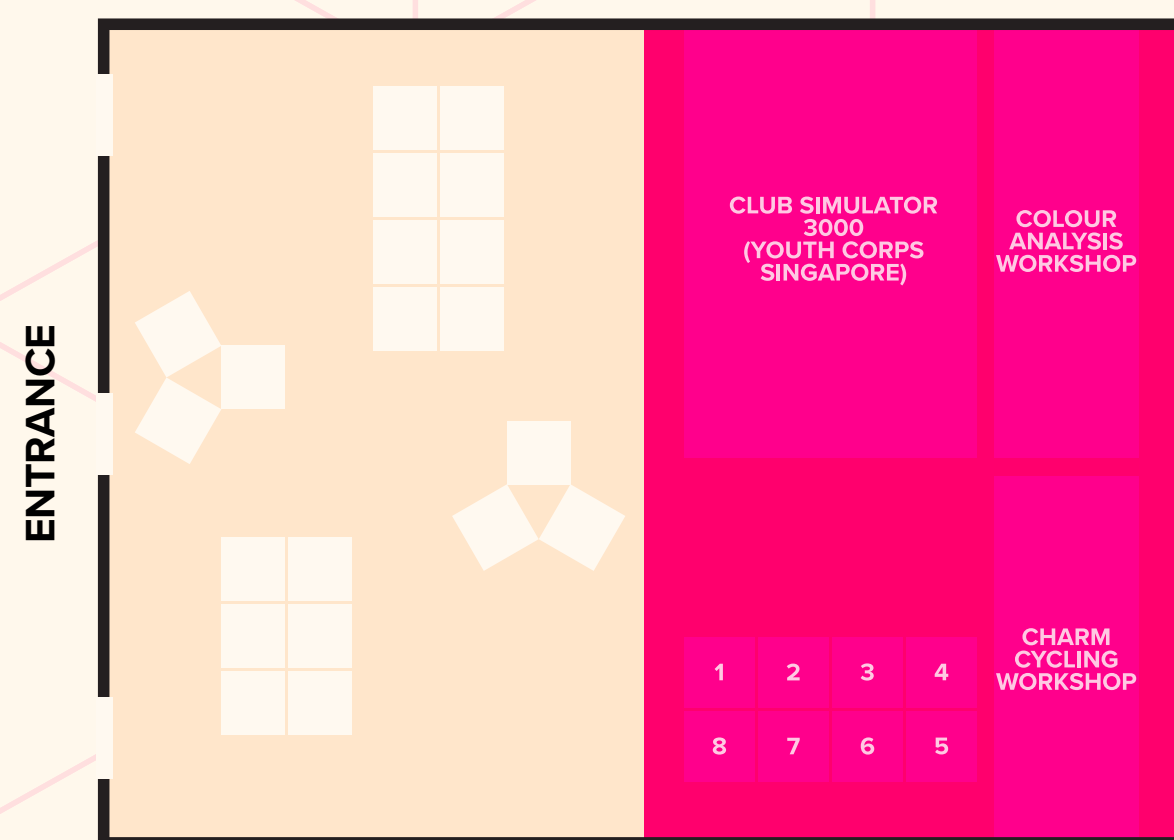 ENTRANCE
CLUB SIMULATOR
3000
(YOUTH CORPS
SINGAPORE)
COLOUR
ANALYSIS
WORKSHOP
CHARM
CYCLING
WORKSHOP
1 2 3 4
8 7 6 5